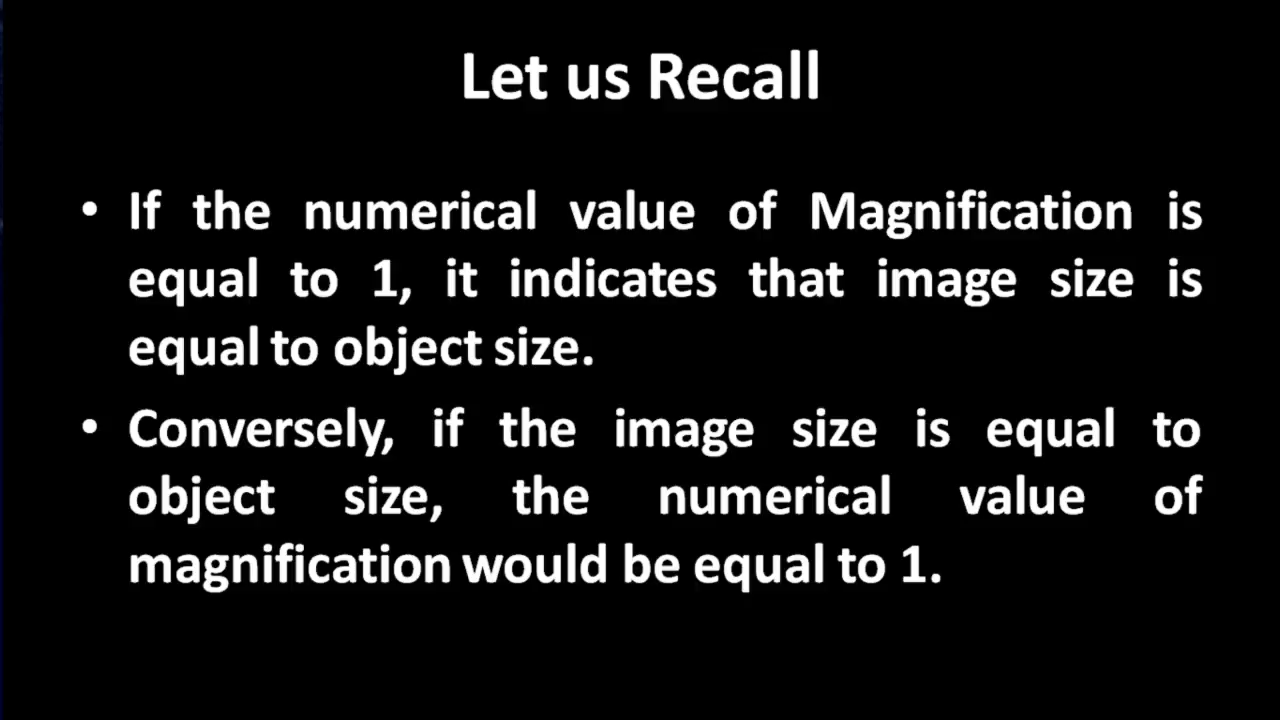 Let us Recall
• If the numerical value of Magnification is
equal to 1, it indicates that image size is
equal to object size.
• Conversely, if the image size is equal to
object size, the numerical value of
magnification would be equal to 1.